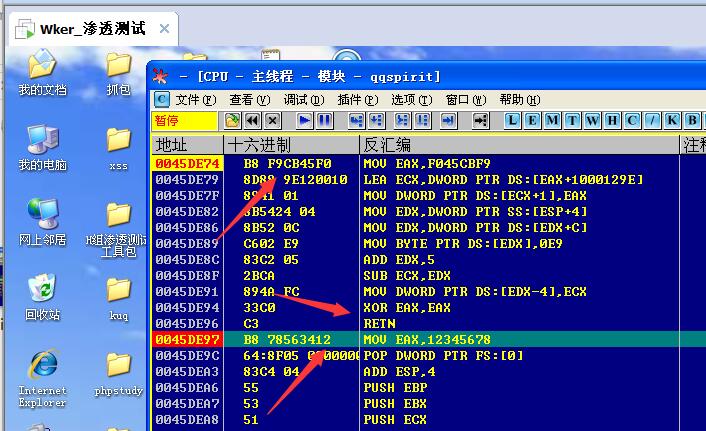 Wker_渗透测试
我的文档
抓包
我的电脑
xss
网上邻居
H组渗透测试
工具包
回收站
kuq
Internet
Explorer
phpstudy
- [CPU - 主线程 - 模块 - qqspirit]
C 文件(F) 查看(V) 调试(D) 插件(P) 选项(T) 窗口(W) 帮助(H)
暂停 L E M T W H C / K B
地址 十六进制 反汇编 注释
0045DE74 B8 F9CB45F0 MOV EAX,F045CBF9
0045DE79 8D88 9E120010 LEA ECX,DWORD PTR DS:[EAX+1000129E]
0045DE7F 8941 01 MOV DWORD PTR DS:[ECX+1],EAX
0045DE82 8B5424 04 MOV EDX,DWORD PTR SS:[ESP+4]
0045DE86 8B52 0C MOV EDX,DWORD PTR DS:[EDX+C]
0045DE89 C602 E9 MOV BYTE PTR DS:[EDX],0E9
0045DE8C 83C2 05 ADD EDX,5
0045DE8F 2BCA SUB ECX,EDX
0045DE91 894A FC MOV DWORD PTR DS:[EDX-4],ECX
0045DE94 33C0 XOR EAX,EAX
0045DE96 C3 RETN
0045DE97 B8 78563412 MOV EAX,12345678
0045DE9C 64:8F05 0000000 POP DWORD PTR FS:[0]
0045DEA3 83C4 04 ADD ESP,4
0045DEA6 55 PUSH EBP
0045DEA7 53 PUSH EBX
0045DEA8 51 PUSH ECX